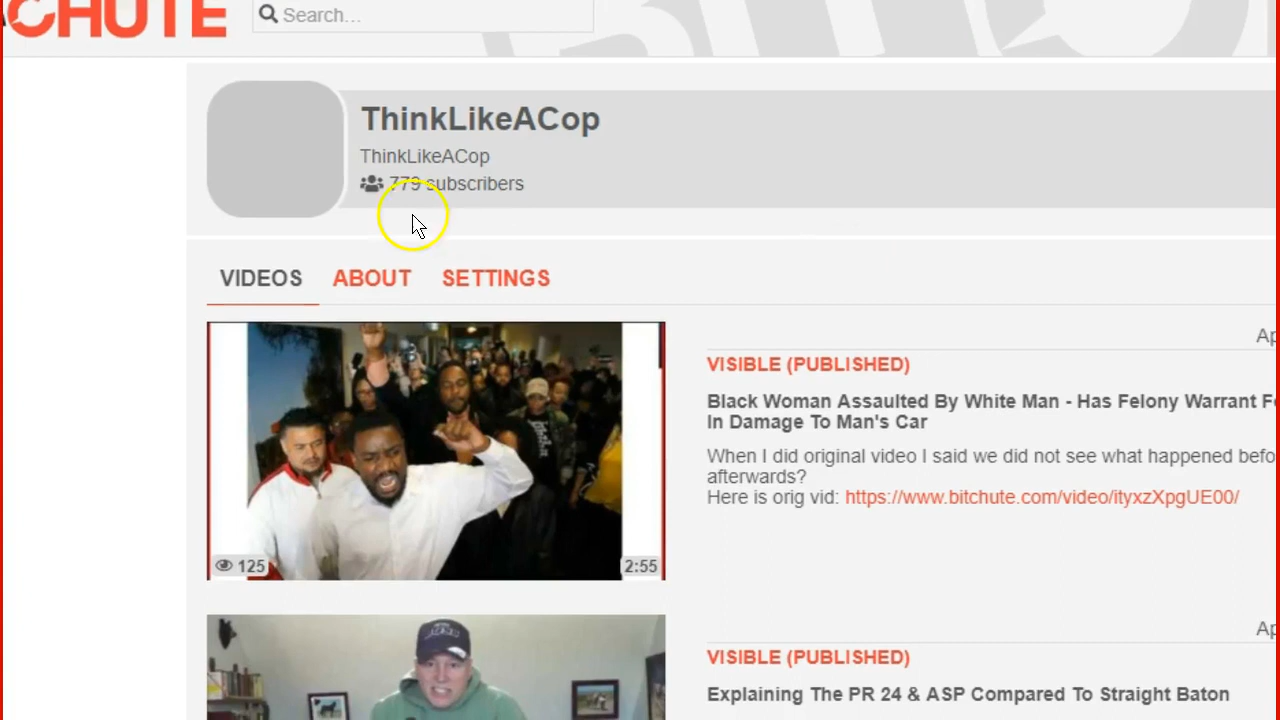 CHUTE
Search...
ThinkLikeACop
ThinkLikeACop
779 subscribers
VIDEOS ABOUT SETTINGS
VISIBLE (PUBLISHED)
Black Woman Assaulted By White Man - Has Felony Warrant
In Damage To Man's Car
When I did original video I said we did not see what happened
afterwards?
Here is orig vid: https://www.bitchute.com/video/ityxzXpgUE00/
125
2:55
VISIBLE (PUBLISHED)
Explaining The PR 24 & ASP Compared To Straight Baton